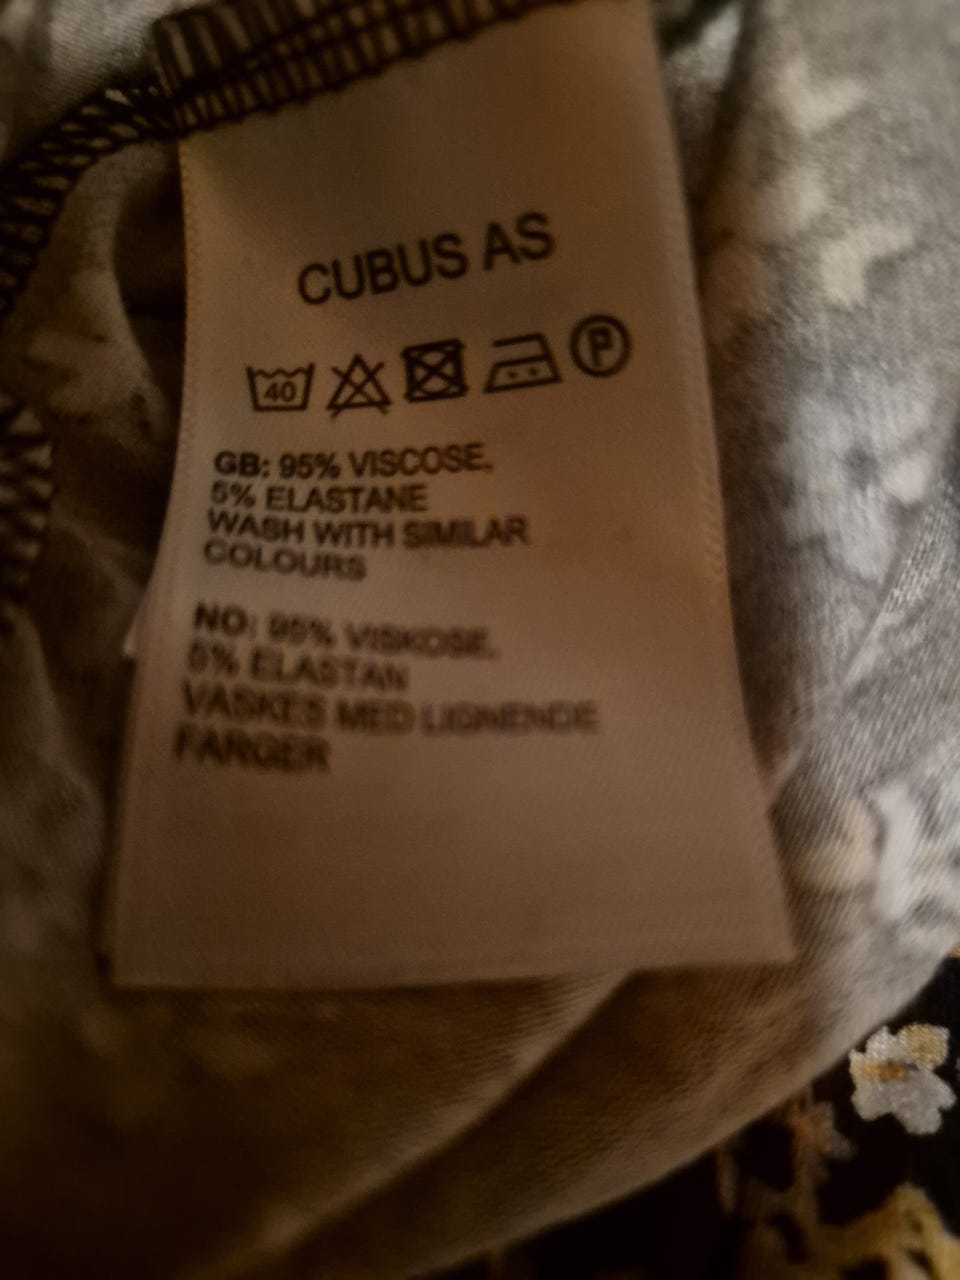 CUBUS AS
40 P
GB: 95% VISCOSE,
5% ELASTANE
WASH WITH SIMILAR
COLOURS
NO: 95% VISKOSE,
5% ELASTAN
VASKES MED LIGNENDE
FARGER